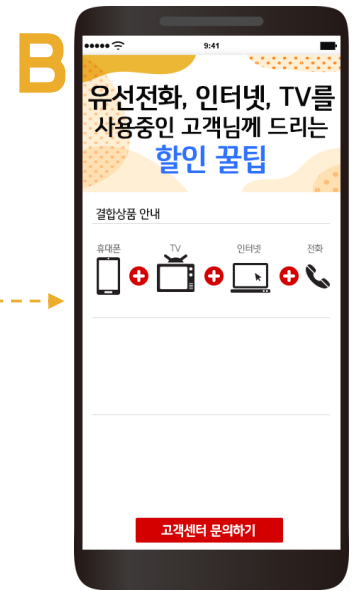 B
9:41
유선전화, 인터넷, TV를
사용중인 고객님께 드리는
할인 꿀팁
결합상품 안내
휴대폰 TV 인터넷 전화
고객센터 문의하기